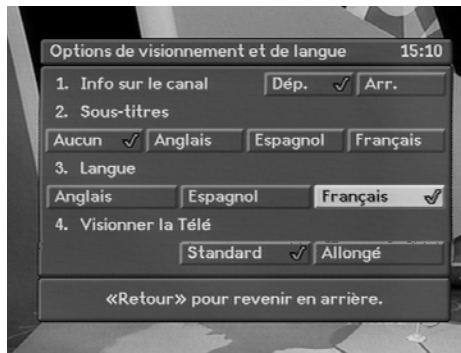 Options de visionnement et de langue 15:10
1. Info sur le canal Dép. Arr.
2. Sous-titres
Aucun Anglais Espagnol Français
3. Langue
Anglais Espagnol Français
4. Visionner la Télé
Standard Allongé
«Retour» pour revenir en arrière.